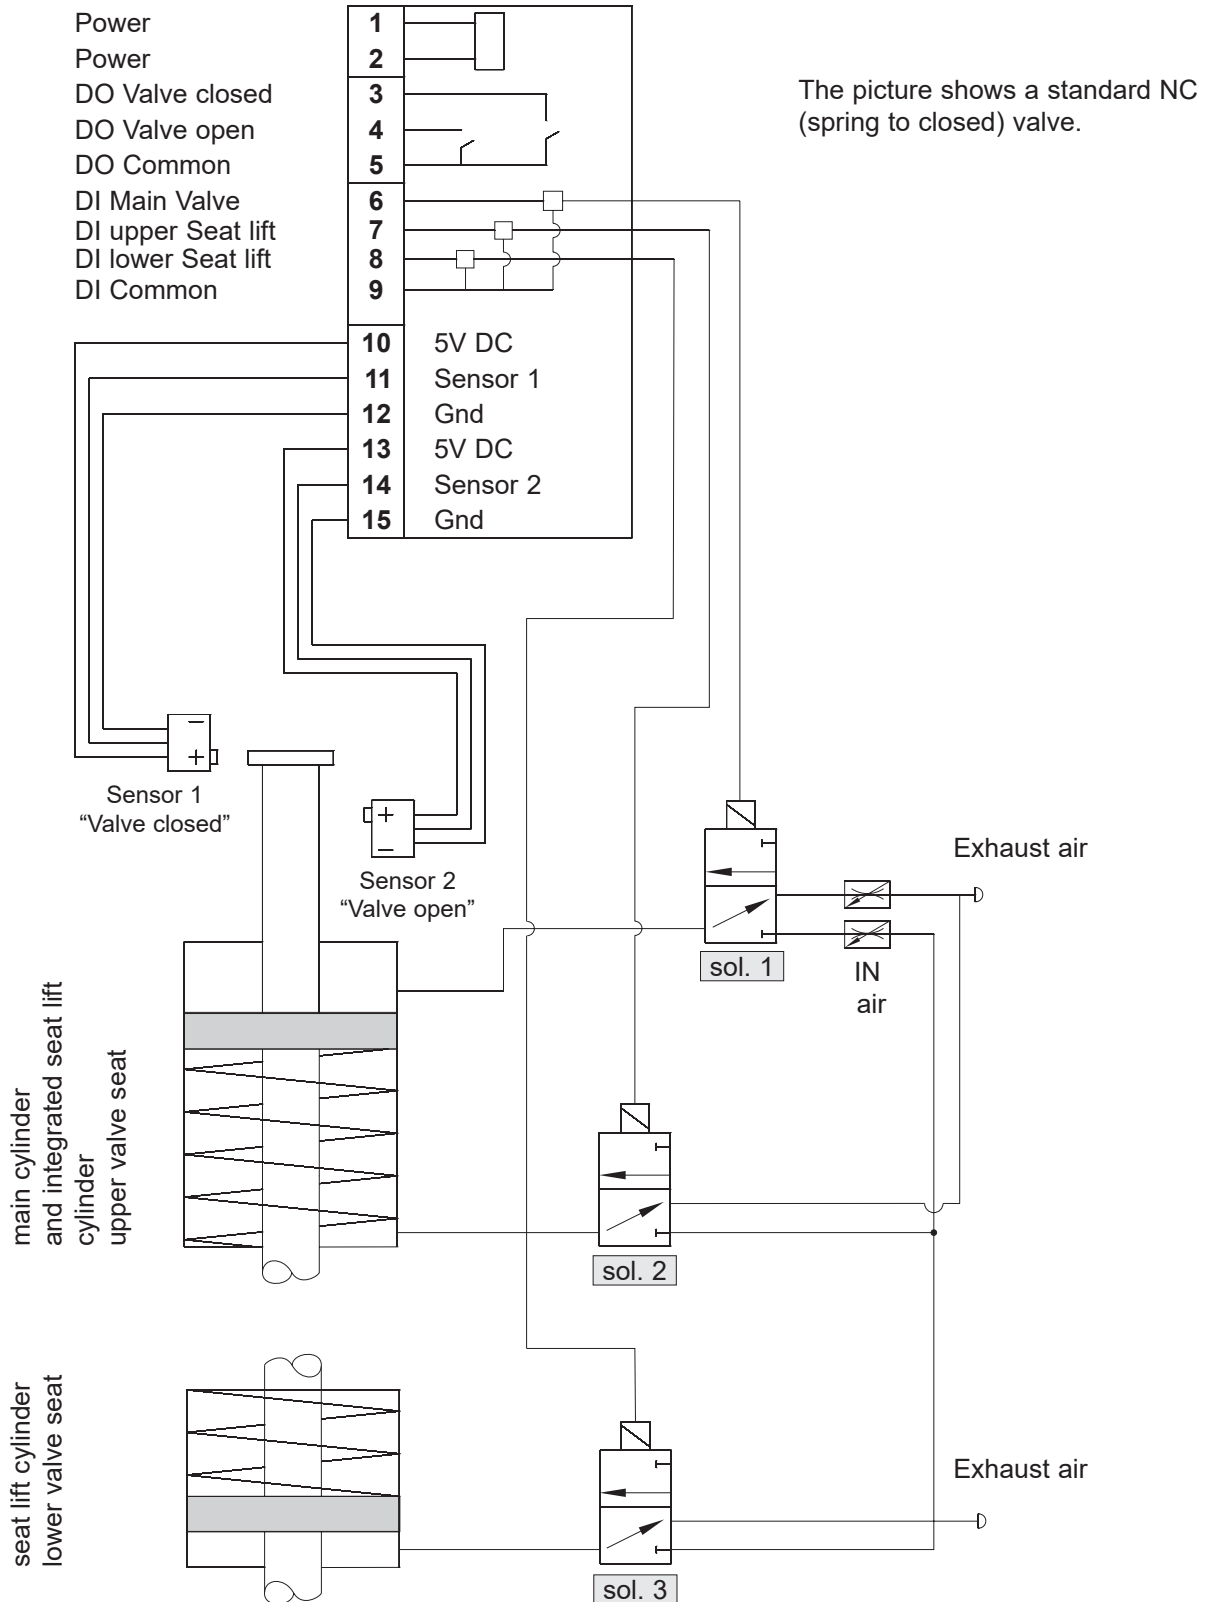 Power 1
Power 2
DO Valve closed 3
DO Valve open 4
DO Common 5
DI Main Valve 6
DI upper Seat lift 7
DI lower Seat lift 8
DI Common 9
The picture shows a standard NC
(spring to closed) valve.
10 5V DC
11 Sensor 1
12 Gnd
13 5V DC
14 Sensor 2
15 Gnd
– +
Sensor 1
“Valve closed”
+ –
Sensor 2
“Valve open”
Exhaust air
sol. 1
IN
air
main cylinder
and integrated seat lift
cylinder
upper valve seat
sol. 2
seat lift cylinder
lower valve seat
Exhaust air
sol. 3